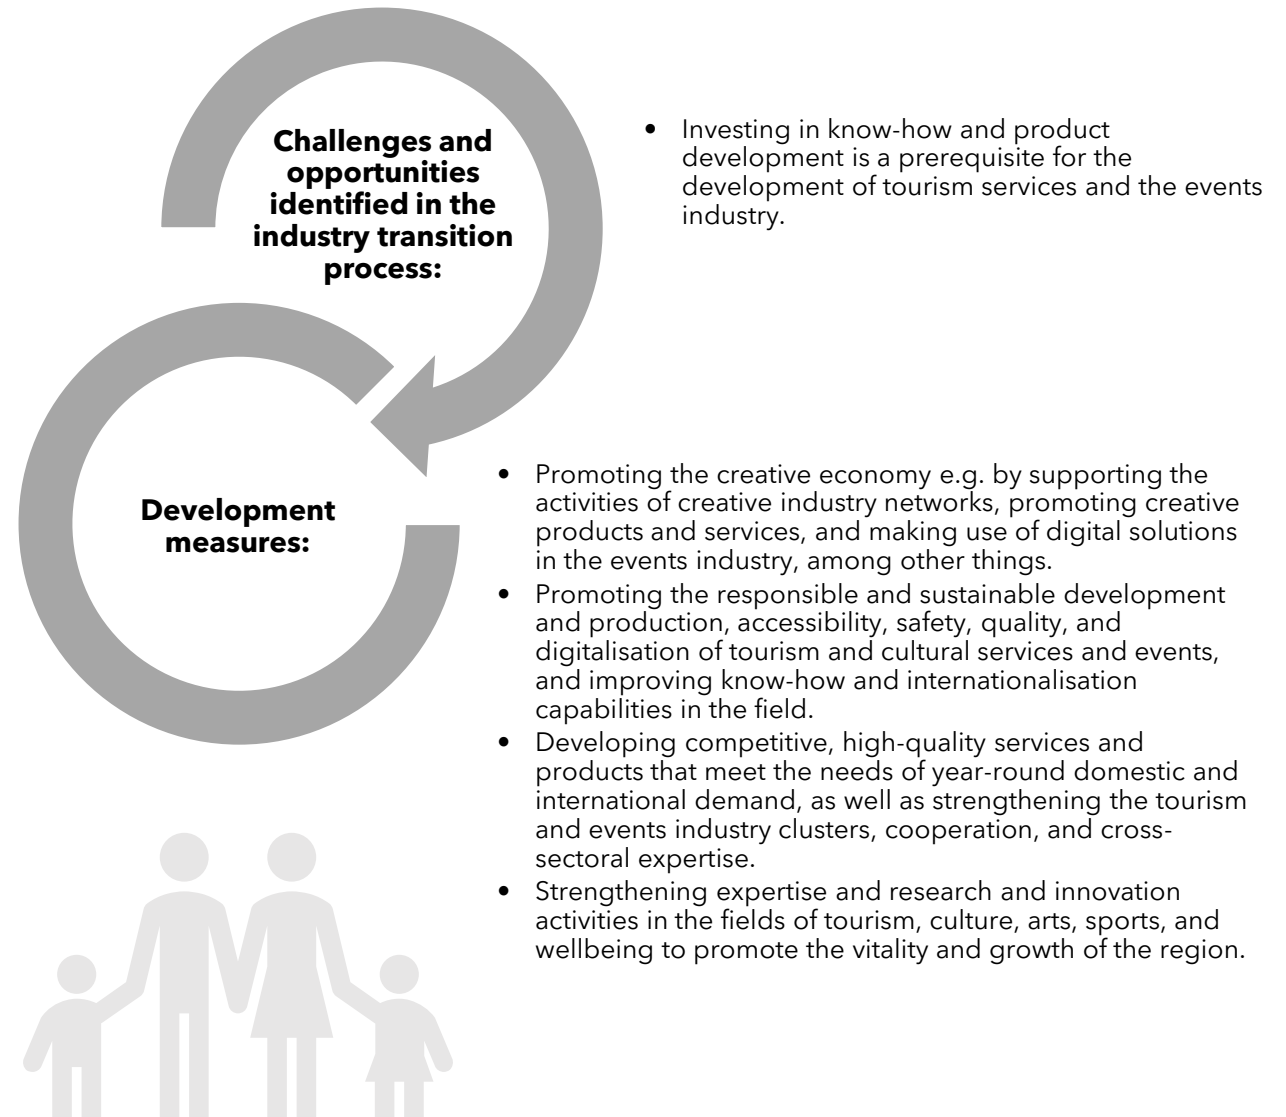 Challenges and
opportunities
identified in the
industry transition
process:
• Investing in know-how and product
development is a prerequisite for the
development of tourism services and the events
industry.
Development
measures:
• Promoting the creative economy e.g. by supporting the
activities of creative industry networks, promoting creative
products and services, and making use of digital solutions
in the events industry, among other things.
• Promoting the responsible and sustainable development
and production, accessibility, safety, quality, and
digitalisation of tourism and cultural services and events,
and improving know-how and internationalisation
capabilities in the field.
• Developing competitive, high-quality services and
products that meet the needs of year-round domestic and
international demand, as well as strengthening the tourism
and events industry clusters, cooperation, and cross-
sectoral expertise.
• Strengthening expertise and research and innovation
activities in the fields of tourism, culture, arts, sports, and
wellbeing to promote the vitality and growth of the region.